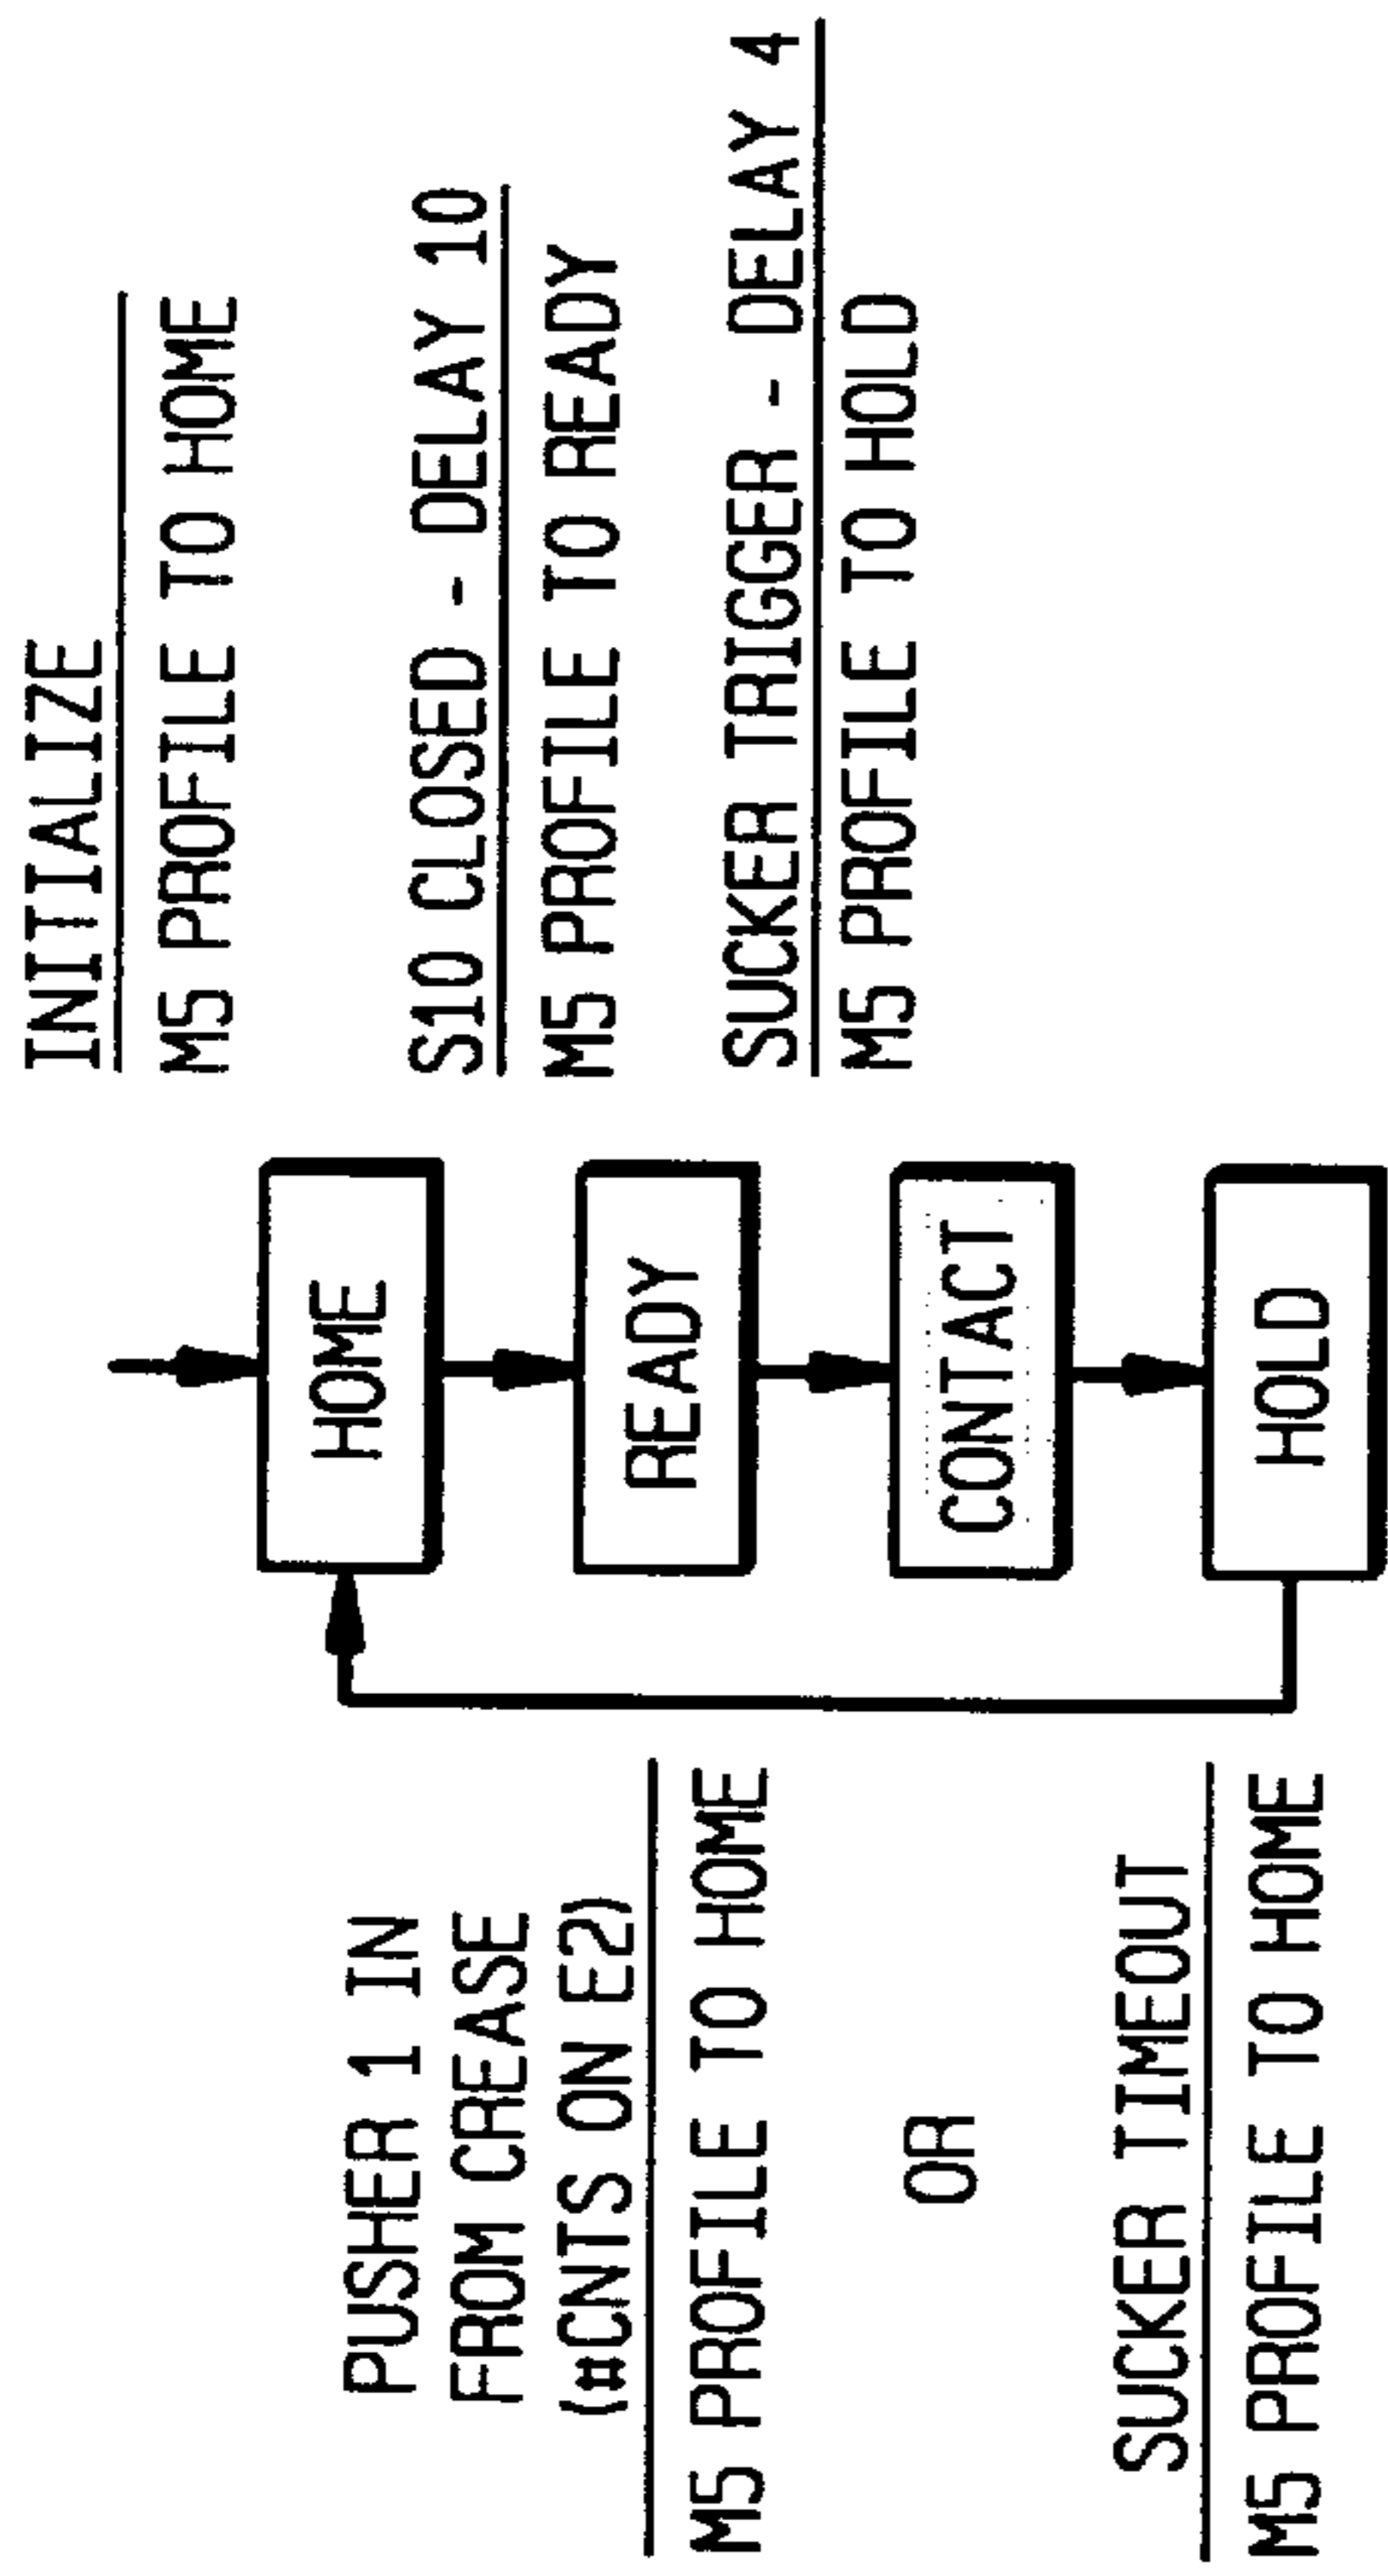 INITIALIZE
M5 PROFILE TO HOME
HOME
S10 CLOSED - DELAY 10
M5 PROFILE TO READY
READY
SUCKER TRIGGER - DELAY 4
M5 PROFILE TO HOLD
CONTACT
HOLD
PUSHER 1 IN
FROM CREASE
(#CNTS ON E2)
M5 PROFILE TO HOME
OR
SUCKER TIMEOUT
M5 PROFILE TO HOME